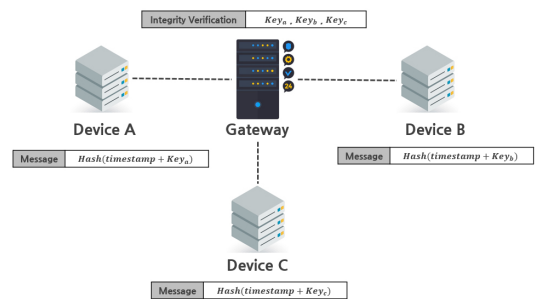 Integrity Verification Key_a , Key_b , Key_c
24
Device A
Gateway
Device B
Message Hash(timestamp + Key_a)
Message Hash(timestamp + Key_b)
Device C
Message Hash(timestamp + Key_c)